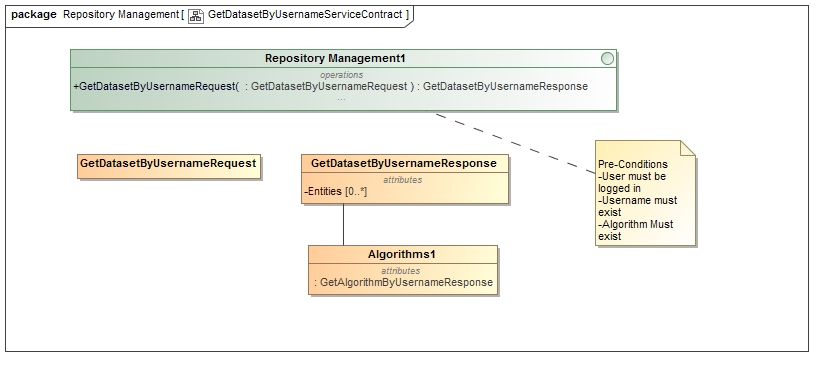 package Repository Management [ GetDatasetByUsernameServiceContract ]
Repository Management1
operations
+GetDatasetByUsernameRequest( : GetDatasetByUsernameRequest ) : GetDatasetByUsernameResponse
...
GetDatasetByUsernameRequest
GetDatasetByUsernameResponse
attributes
-Entities [0..*]
Pre-Conditions
-User must be
logged in
-Username must
exist
-Algorithm Must
exist
Algorithms1
attributes
: GetAlgorithmByUsernameResponse